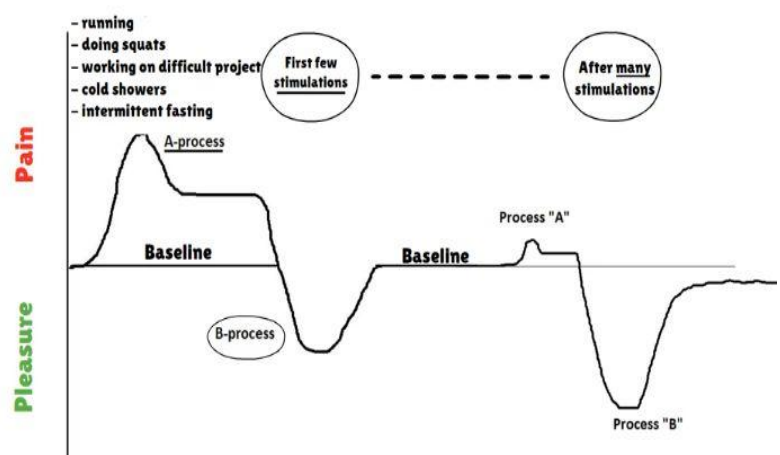 - running
- doing squats
- working on difficult project
- cold showers
- intermittent fasting
First few
stimulations
After many
stimulations
Pain
A-process
Process "A"
Baseline
Baseline
B-process
Pleasure
Process "B"